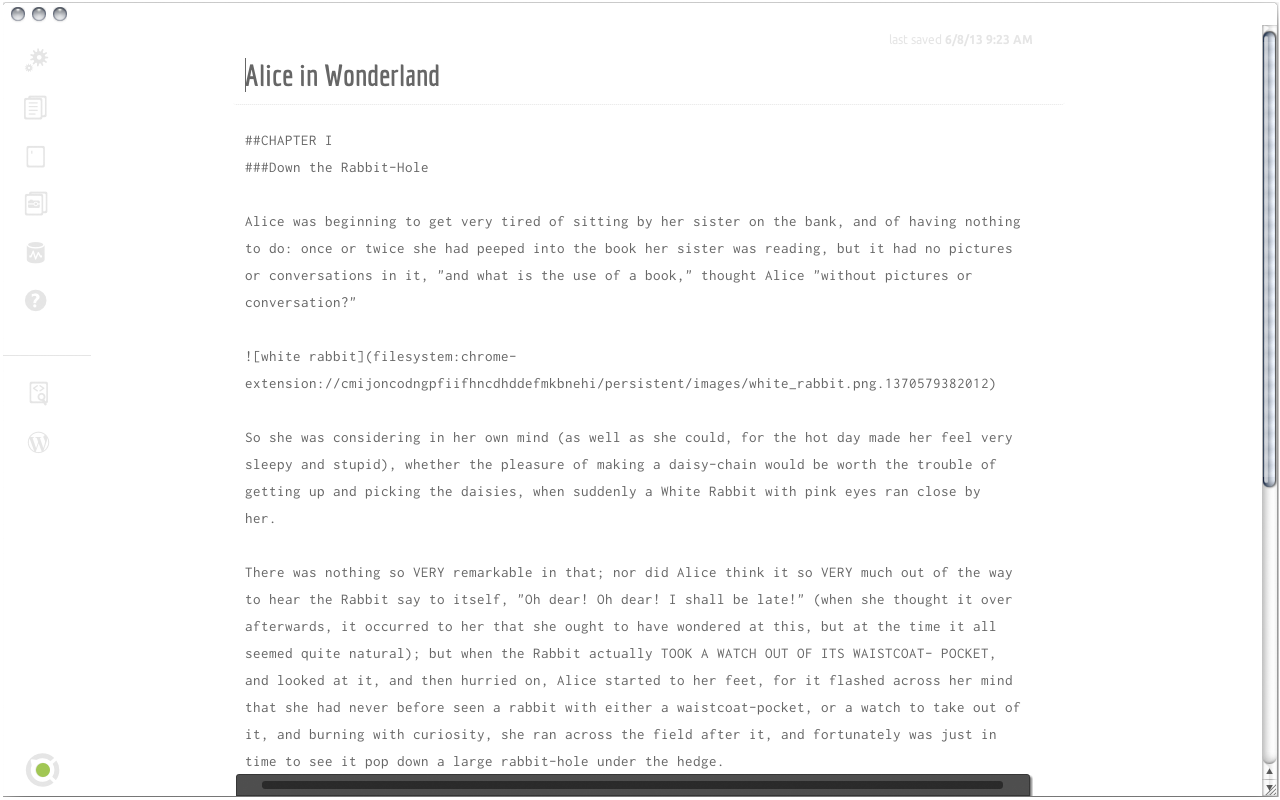 last saved 6/8/13 9:23 AM
Alice in Wonderland
##CHAPTER I
###Down the Rabbit-Hole
Alice was beginning to get very tired of sitting by her sister on the bank, and of having nothing
to do: once or twice she had peeped into the book her sister was reading, but it had no pictures
or conversations in it, "and what is the use of a book," thought Alice "without pictures or
conversation?"
![white rabbit](filesystem:chrome-
extension://cmijoncodngpfiifhncdhddefmkbnehi/persistent/images/white_rabbit.png.1370579382012)
So she was considering in her own mind (as well as she could, for the hot day made her feel very
sleepy and stupid), whether the pleasure of making a daisy-chain would be worth the trouble of
getting up and picking the daisies, when suddenly a White Rabbit with pink eyes ran close by
her.
There was nothing so VERY remarkable in that; nor did Alice think it so VERY much out of the way
to hear the Rabbit say to itself, "Oh dear! Oh dear! I shall be late!" (when she thought it over
afterwards, it occurred to her that she ought to have wondered at this, but at the time it all
seemed quite natural); but when the Rabbit actually TOOK A WATCH OUT OF ITS WAISTCOAT- POCKET,
and looked at it, and then hurried on, Alice started to her feet, for it flashed across her mind
that she had never before seen a rabbit with either a waistcoat-pocket, or a watch to take out of
it, and burning with curiosity, she ran across the field after it, and fortunately was just in
time to see it pop down a large rabbit-hole under the hedge.